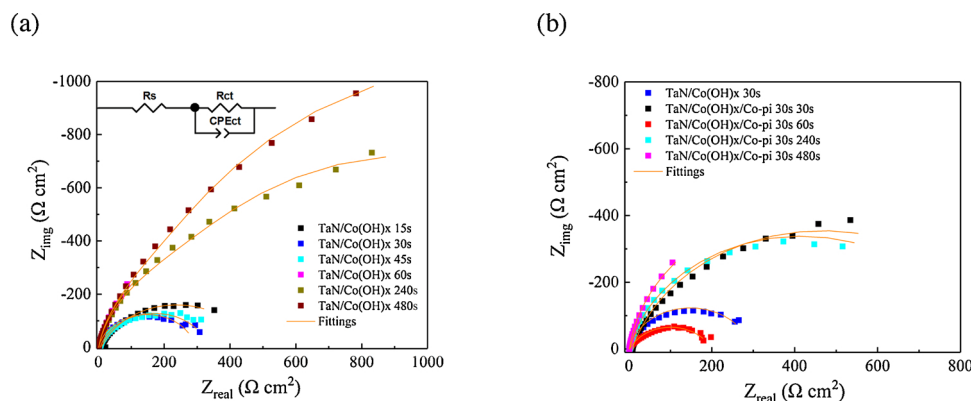 (a)
-1000
-800
-600
-400
-200
0
0
200
400
600
800
1000
Z_img (Ω cm²)
Z_real (Ω cm²)
Rs
Rct
CPEct
TaN/Co(OH)x 15s
TaN/Co(OH)x 30s
TaN/Co(OH)x 45s
TaN/Co(OH)x 60s
TaN/Co(OH)x 240s
TaN/Co(OH)x 480s
Fittings
(b)
-800
-600
-400
-200
0
0
200
400
600
800
Z_img (Ω cm²)
Z_real (Ω cm²)
TaN/Co(OH)x 30s
TaN/Co(OH)x/Co-pi 30s 30s
TaN/Co(OH)x/Co-pi 30s 60s
TaN/Co(OH)x/Co-pi 30s 240s
TaN/Co(OH)x/Co-pi 30s 480s
Fittings